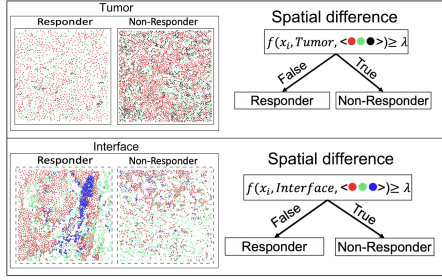 Tumor
Responder
Non-Responder
Spatial difference
f(xi, Tumor, <●●●>) ≥ λ
False
True
Responder
Non-Responder
Interface
Responder
Non-Responder
Spatial difference
f(xi, Interface, <●●●>) ≥ λ
False
True
Responder
Non-Responder